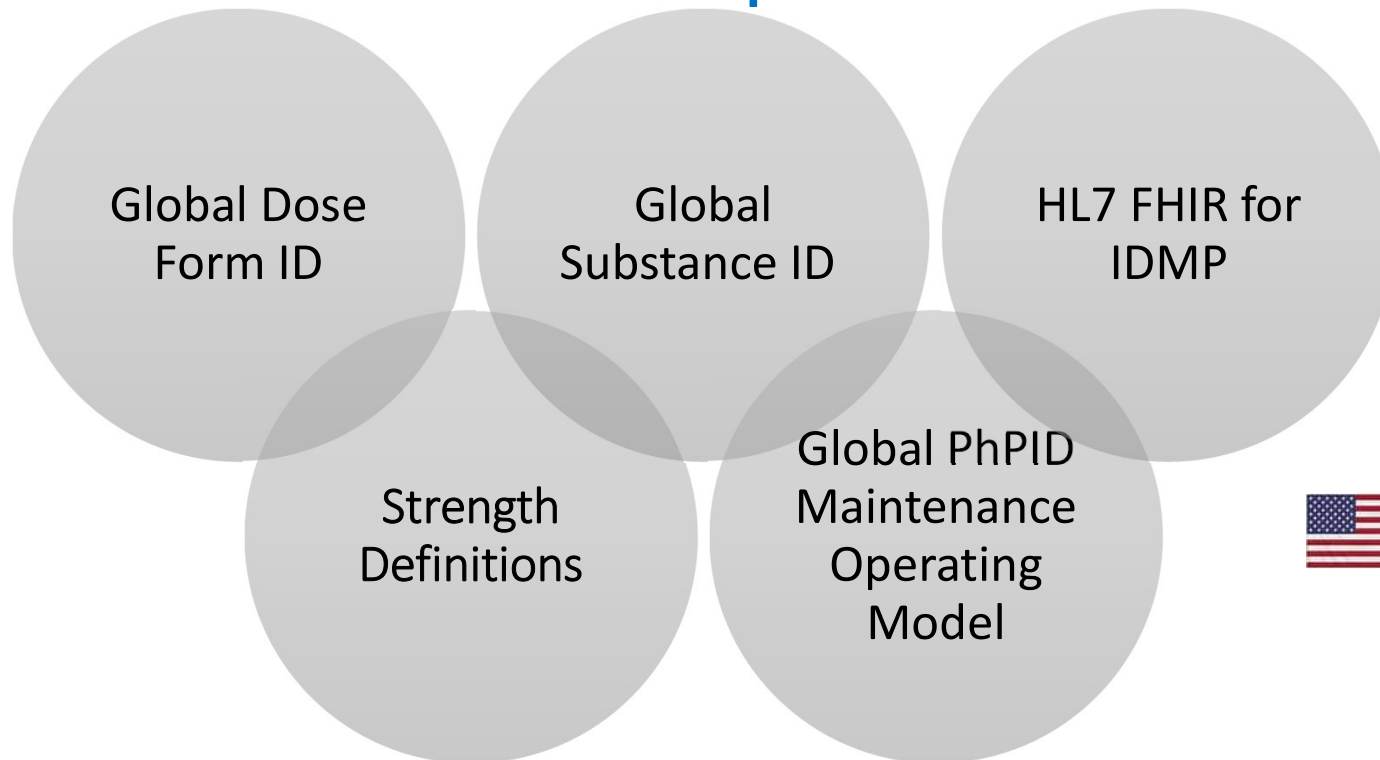 Global Dose
Form ID
Global
Substance ID
HL7 FHIR for
IDMP
Strength
Definitions
Global PhPID
Maintenance
Operating
Model